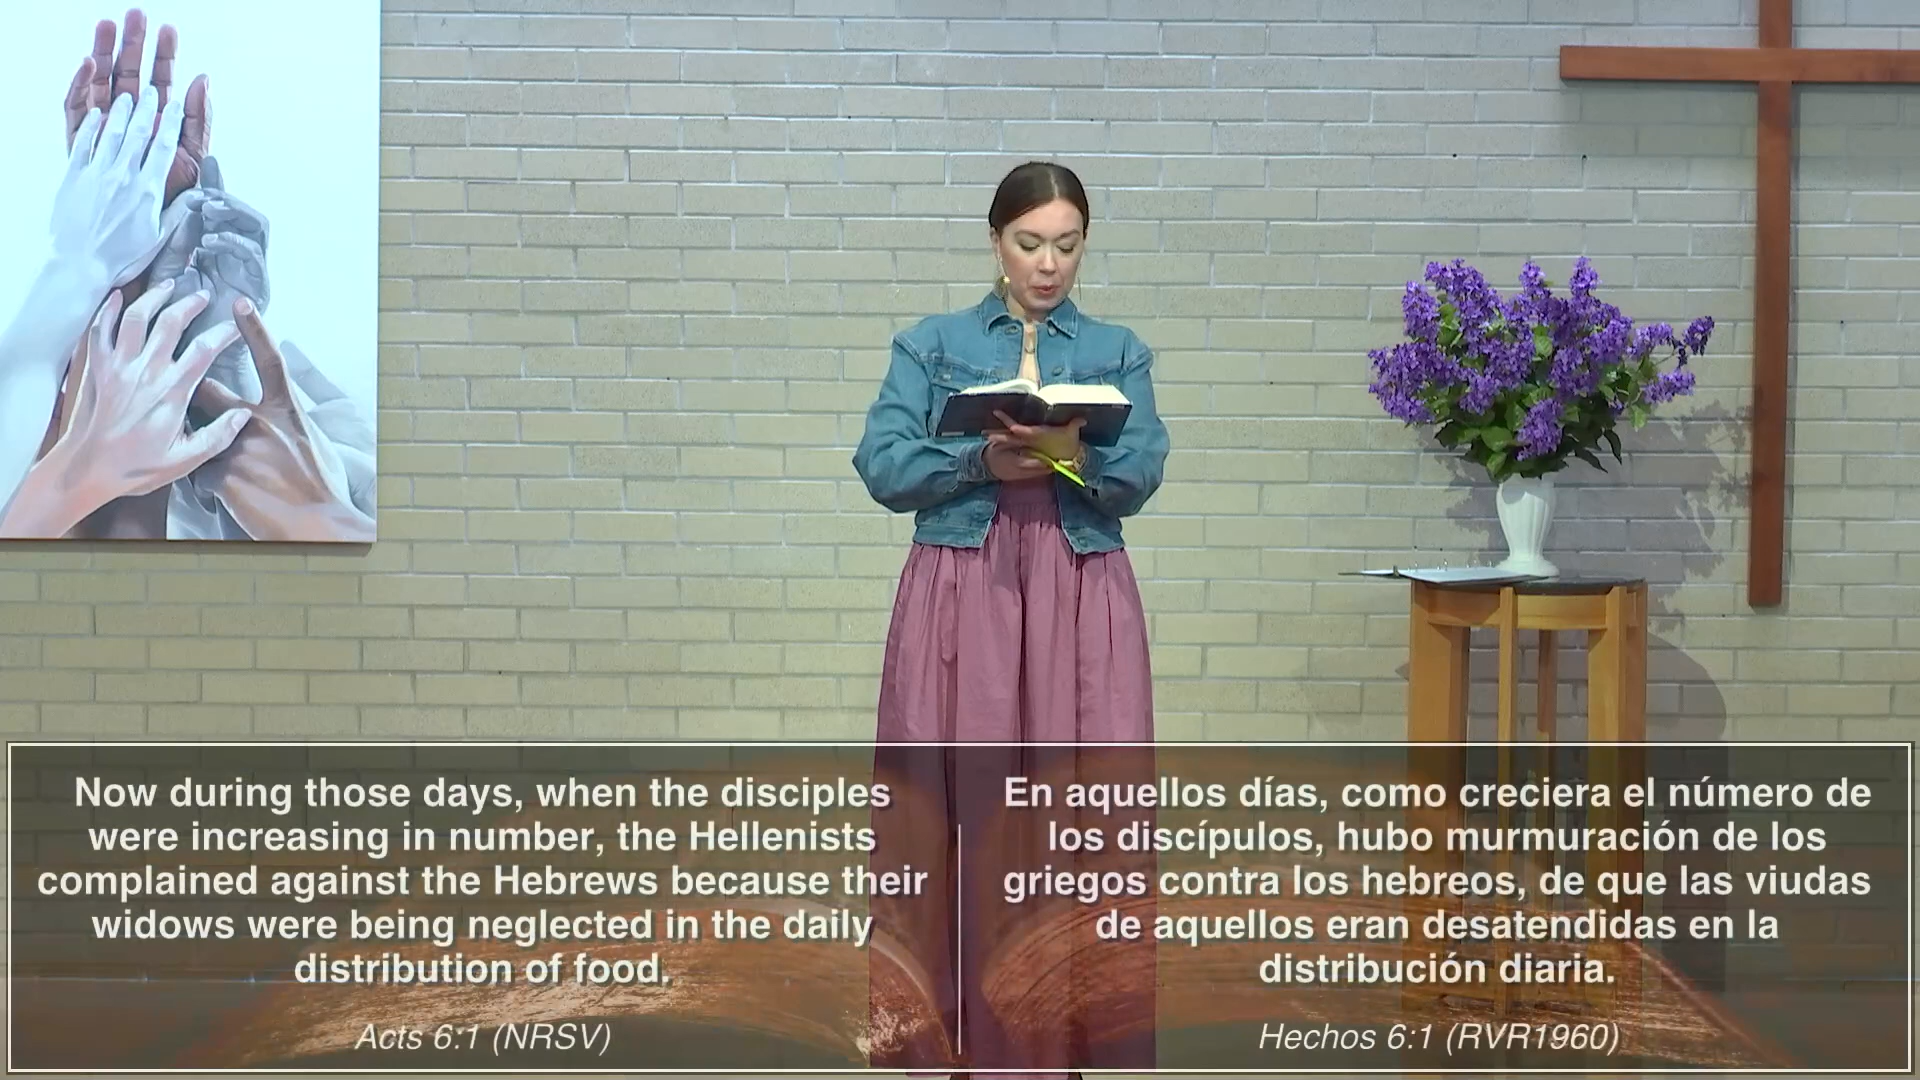 Now during those days, when the disciples
were increasing in number, the Hellenists
complained against the Hebrews because their
widows were being neglected in the daily
distribution of food.
Acts 6:1 (NRSV)
En aquellos días, como creciera el número de
los discípulos, hubo murmuración de los
griegos contra los hebreos, de que las viudas
de aquellos eran desatendidas en la
distribución diaria.
Hechos 6:1 (RVR1960)